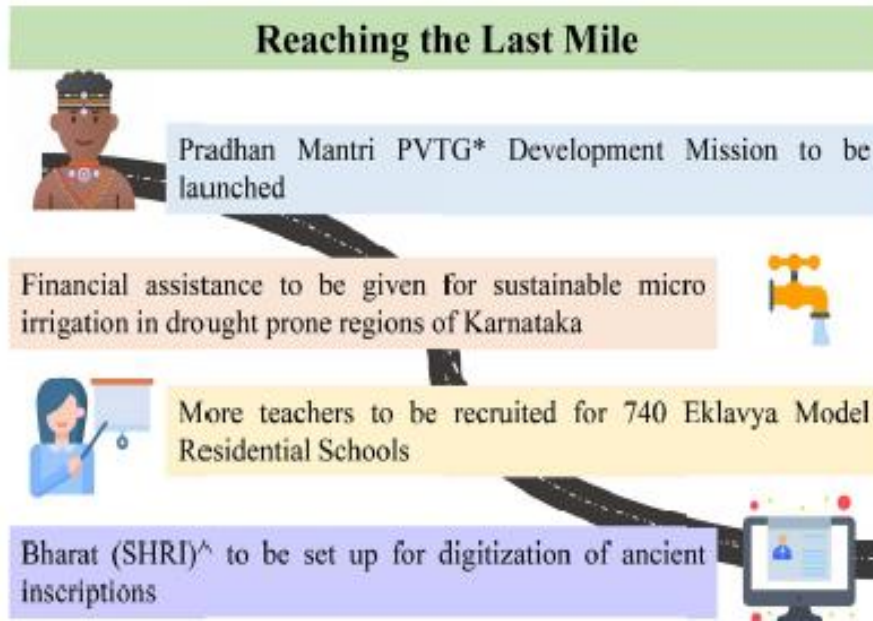 Reaching the Last Mile
Pradhan Mantri PVTG* Development Mission to be
launched
Financial assistance to be given for sustainable micro
irrigation in drought prone regions of Karnataka
More teachers to be recruited for 740 Eklavya Model
Residential Schools
Bharat (SHRI)^ to be set up for digitization of ancient
inscriptions